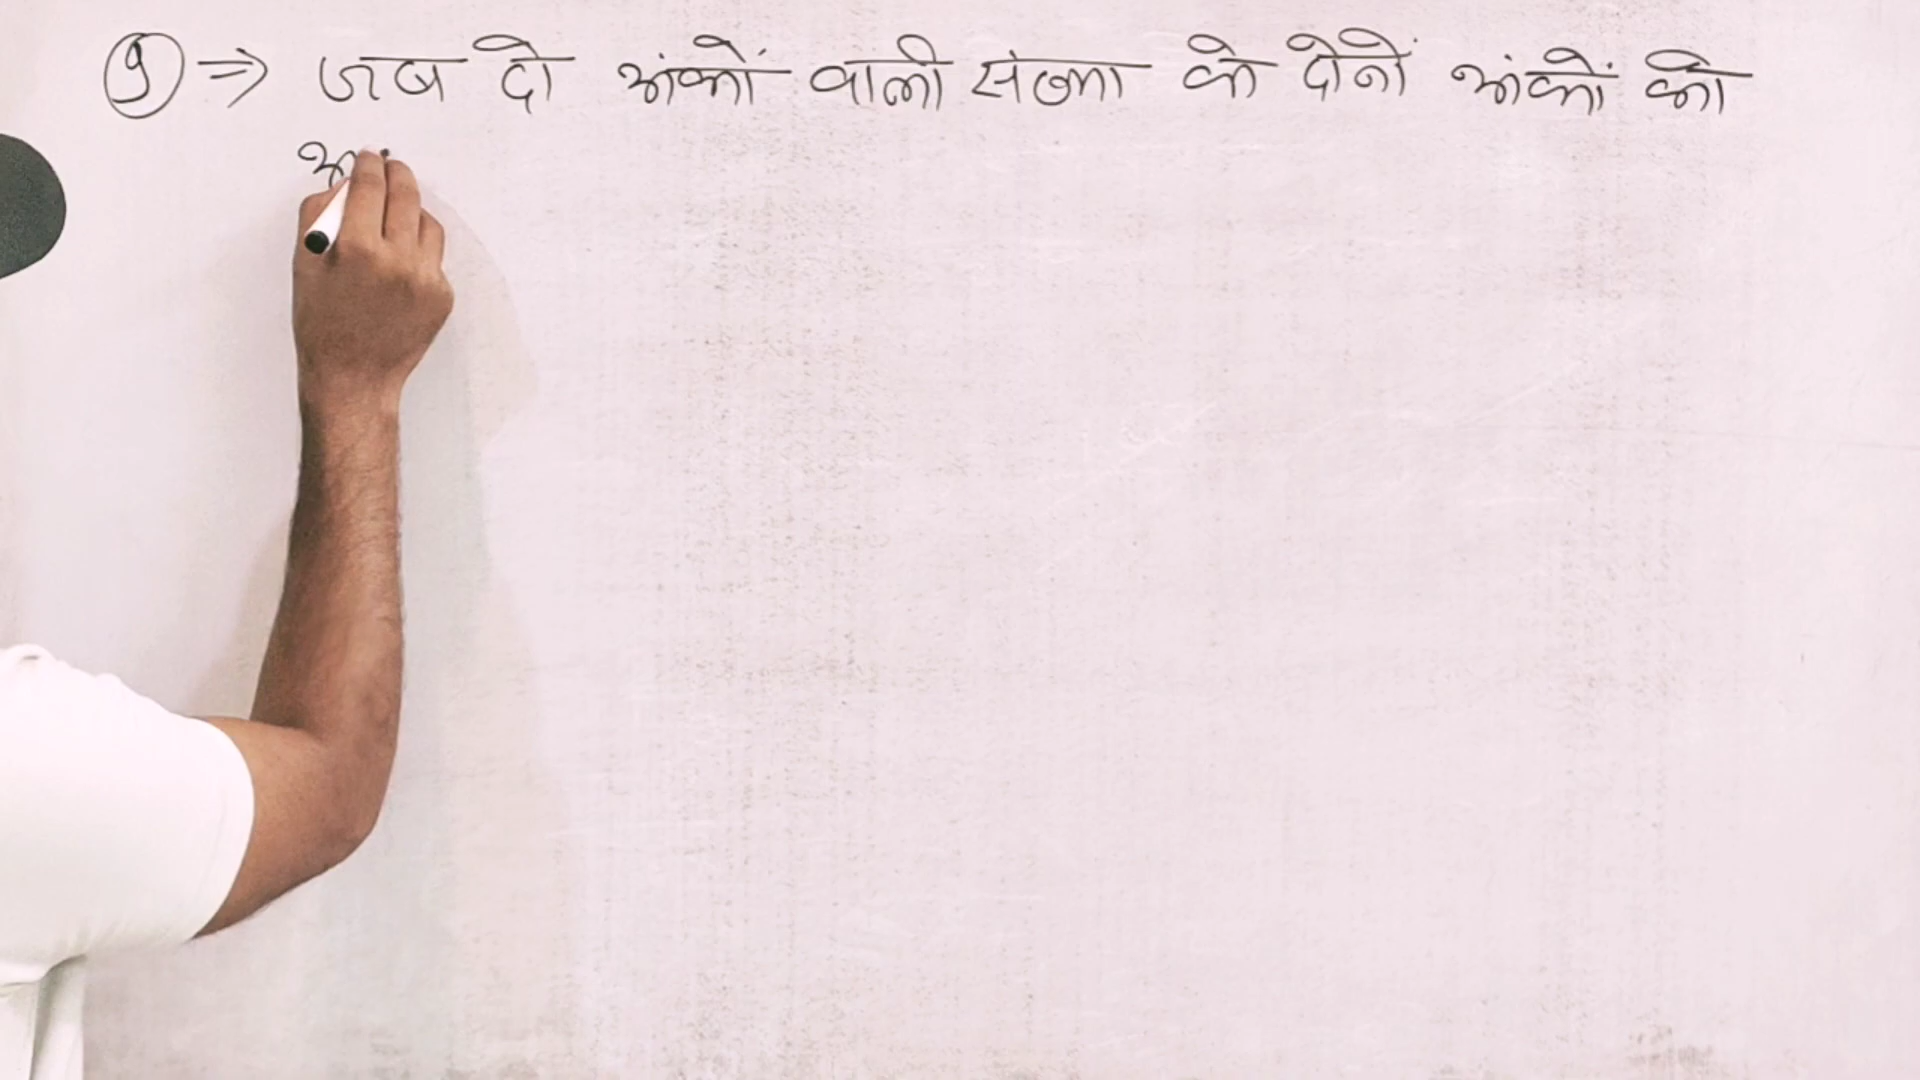 9 ⇒ जब दो अंकों वाली संख्या के दोनों अंकों को